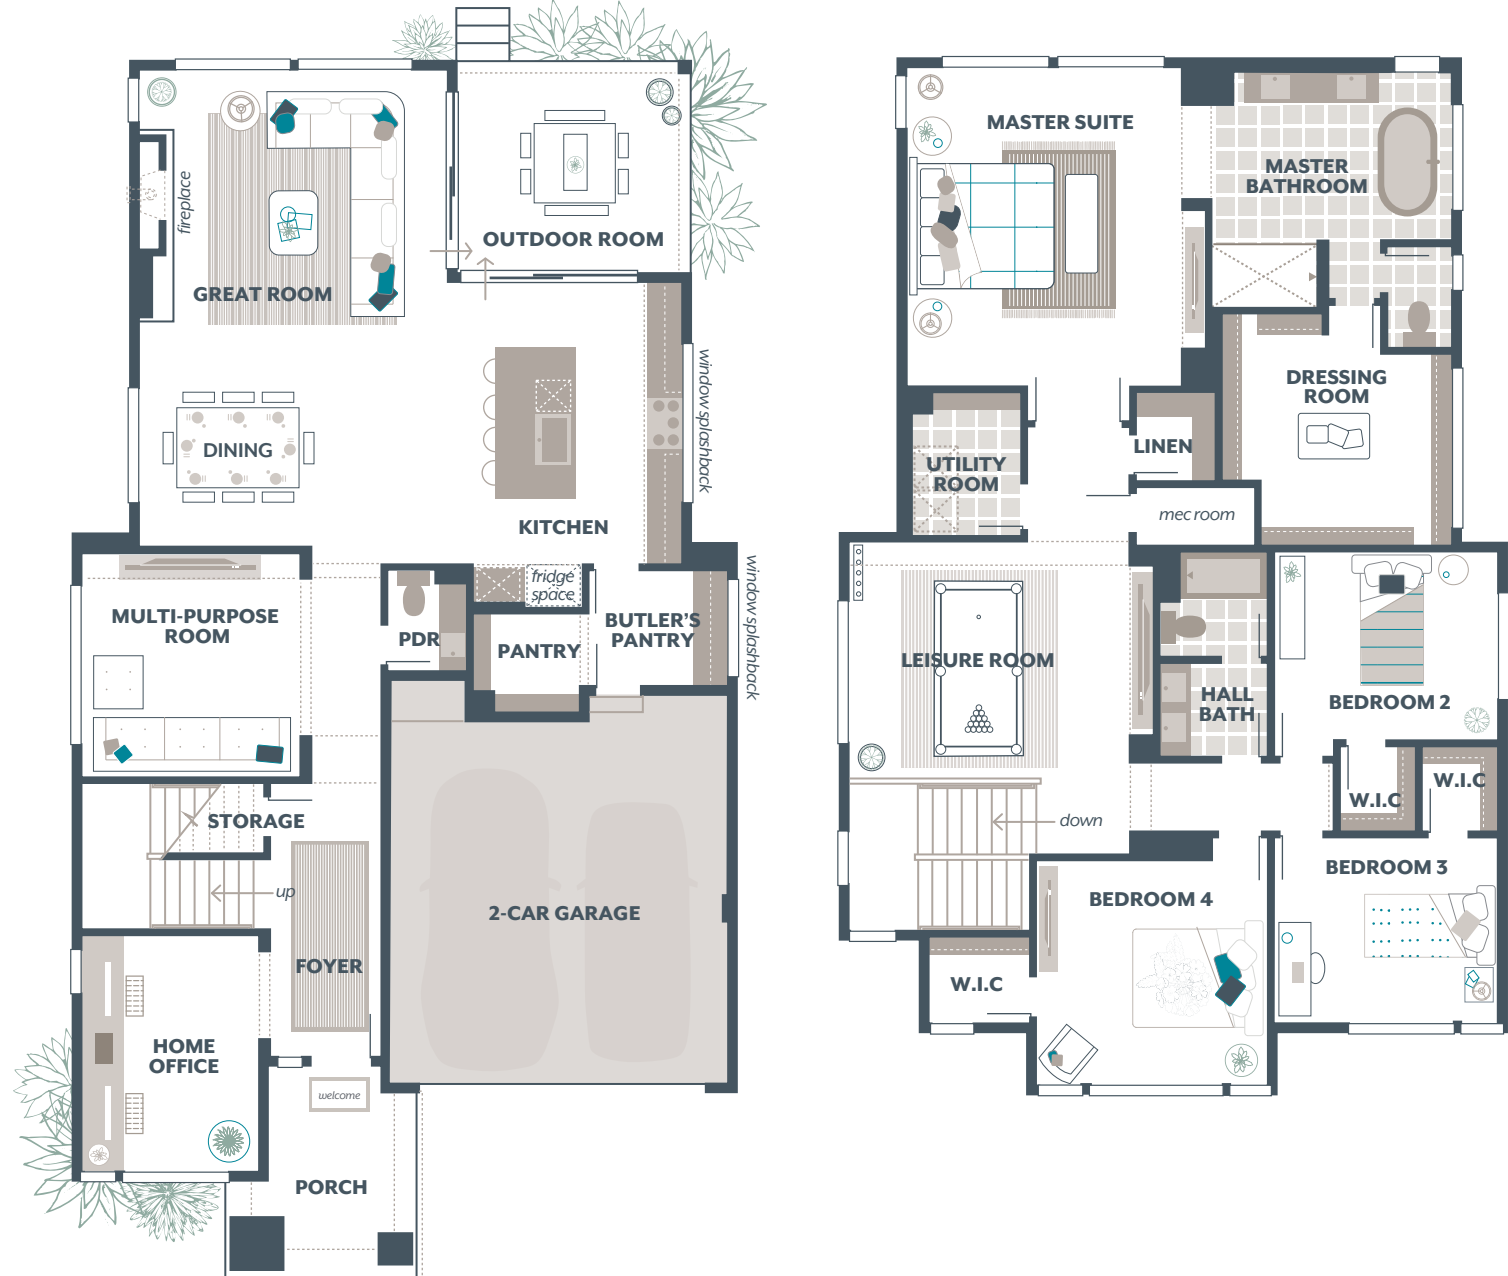 fireplace
GREAT ROOM
OUTDOOR ROOM
DINING
KITCHEN
window splashback
fridge
space
window splashback
MULTI-PURPOSE
ROOM
PDR
PANTRY
BUTLER'S
PANTRY
STORAGE
up
2-CAR GARAGE
FOYER
HOME
OFFICE
welcome
PORCH
MASTER SUITE
MASTER
BATHROOM
DRESSING
ROOM
LINEN
UTILITY
ROOM
mec room
LEISURE ROOM
HALL
BATH
BEDROOM 2
W.I.C
W.I.C
down
BEDROOM 3
BEDROOM 4
W.I.C